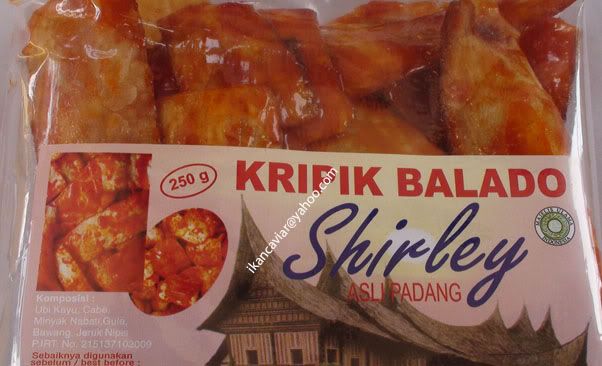 250 g
KRIPIK BALADO
Shirley
ASLI PADANG
ikancaviar@yahoo.com
Komposisi :
Ubi Kayu, Cabe,
Minyak Nabati, Gula,
Bawang, Jeruk Nipis
P.IRT. No. 215137102009
Sebaiknya digunakan
sebelum / best before :